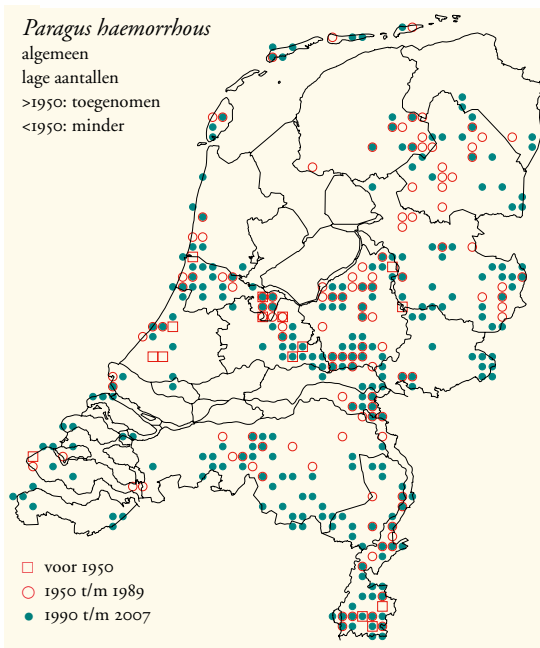 Paragus haemorrhous
algemeen
lage aantallen
>1950: toegenomen
<1950: minder
voor 1950
1950 t/m 1989
1990 t/m 2007